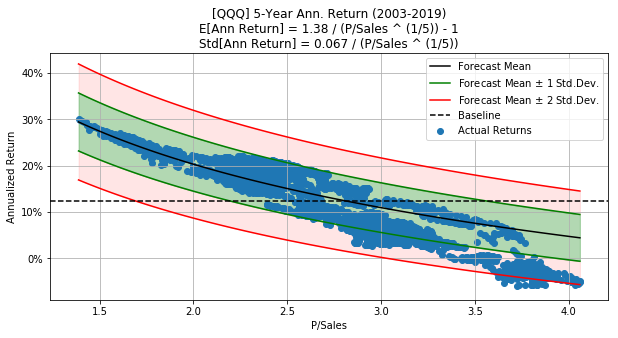 [QQQ] 5-Year Ann. Return (2003-2019)
E[Ann Return] = 1.38 / (P/Sales ^ (1/5)) - 1
Std[Ann Return] = 0.067 / (P/Sales ^ (1/5))
Forecast Mean
Forecast Mean ± 1 Std.Dev.
Forecast Mean ± 2 Std.Dev.
Baseline
Actual Returns
Annualized Return
40%
30%
20%
10%
0%
1.5 2.0 2.5 3.0 3.5 4.0
P/Sales